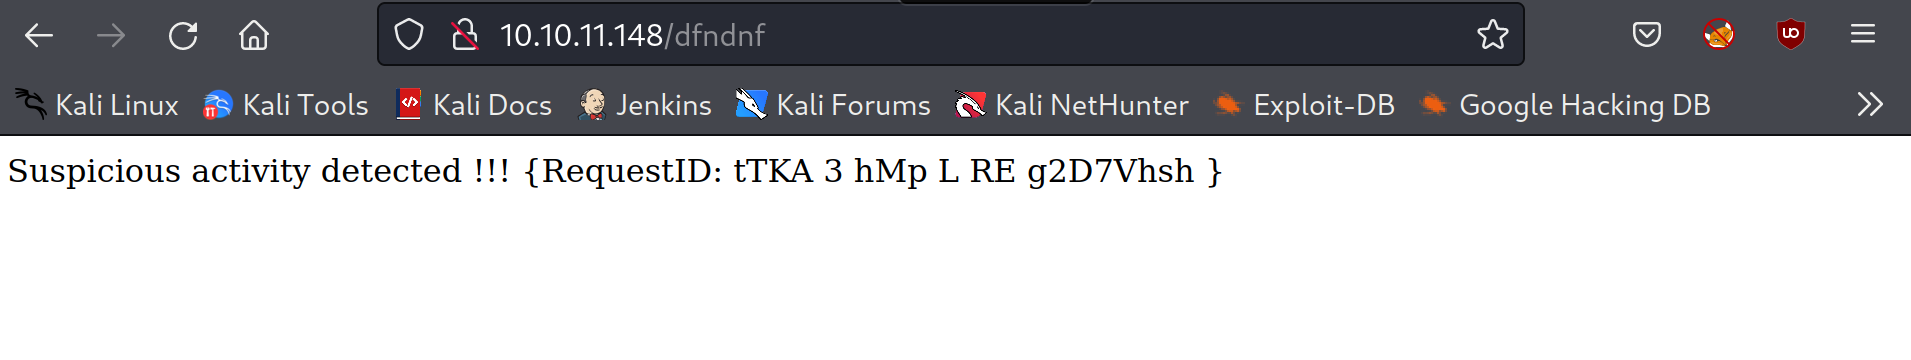 10.10.11.148/dfndnf
Kali Linux Kali Tools Kali Docs Jenkins Kali Forums Kali NetHunter Exploit-DB Google Hacking DB
Suspicious activity detected !!! {RequestID: tTKA 3 hMp L RE g2D7Vhsh }